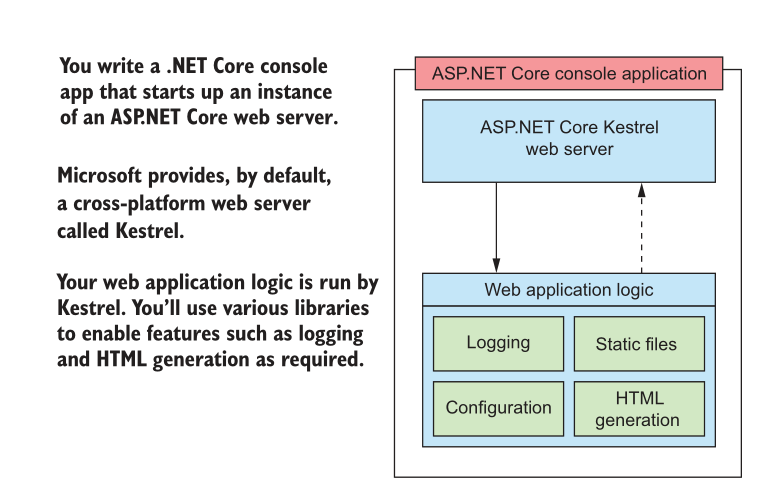 You write a .NET Core console
app that starts up an instance
of an ASP.NET Core web server.
Microsoft provides, by default,
a cross-platform web server
called Kestrel.
Your web application logic is run by
Kestrel. You’ll use various libraries
to enable features such as logging
and HTML generation as required.
ASP.NET Core console application
ASP.NET Core Kestrel
web server
Web application logic
Logging
Static files
Configuration
HTML
generation